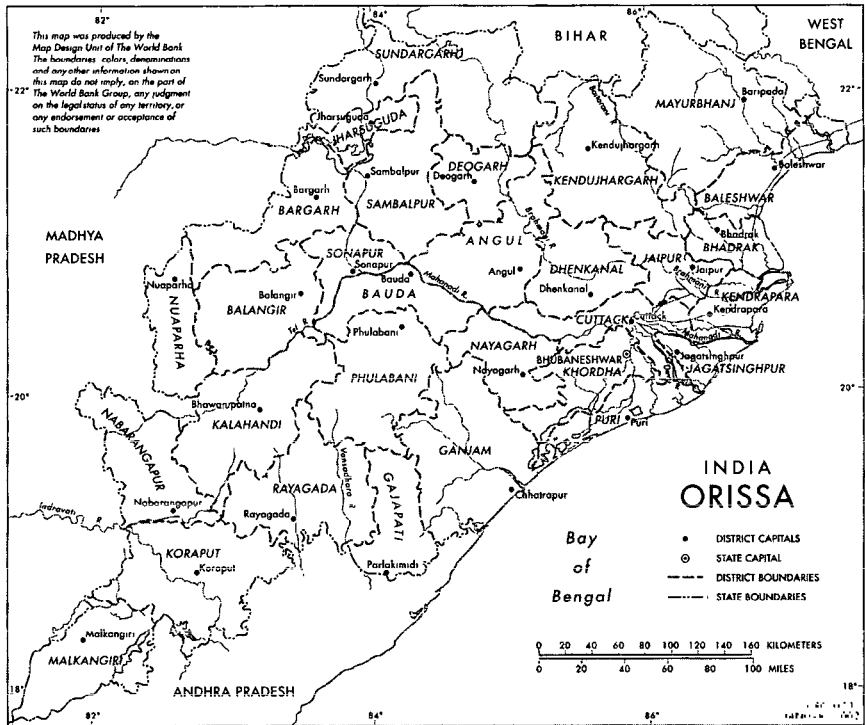 82°
84°
86°
This map was produced by the
Map Design Unit of The World Bank
The boundaries colors, denominations
and any other information shown on
this map do not imply, on the part of
The World Bank Group, any judgment
on the legal status of any territory, or
any endorsement or acceptance of
such boundaries
BIHAR
WEST
BENGAL
SUNDARGARH
Sundargarh
22°
22°
Baitarani R
MAYURBHANJ
Baripada
Jharsuguda
JHARSUGUDA
Kendujhargarh
KENDUJHARGARH
Baleshwar
BALESHWAR
Sambalpur
SAMBALPUR
DEOGARH
Deogarh
Bargarh
BARGARH
Brahmani R
Bhadrak
BHADRAK
MADHYA
PRADESH
SONAPUR
Sonapur
ANGUL
Angul
DHENKANAL
Dhenkanal
JAIPUR
Jaipur
Brahmani R
Nuaparha
NUAPARHA
Balangir
BALANGIR
Bauda
BAUDA
Mahanadi R
KENDRAPARA
Kendrapara
CUTTACK
Cuttack
Mahanadi R
Tel R
Phulabani
PHULABANI
NAYAGARH
Nayagarh
BHUBANESHWAR
KHORDHA
Jagatsinghpur
JAGATSINGHPUR
20°
20°
Bhawanipatna
KALAHANDI
PURI
Puri
NABARANGAPUR
Nabarangapur
GANJAM
Chhatrapur
RAYAGADA
Rayagada
Vansadhara R
GAJAPATI
Parlakimidi
Indravati R
KORAPUT
Koraput
Malkangiri
MALKANGIRI
ANDHRA PRADESH
Bay
of
Bengal
INDIA
ORISSA
DISTRICT CAPITALS
STATE CAPITAL
DISTRICT BOUNDARIES
STATE BOUNDARIES
0 20 40 60 80 100 120 140 160 KILOMETERS
0 20 40 60 80 100 MILES
18°
18°
82°
84°
86°